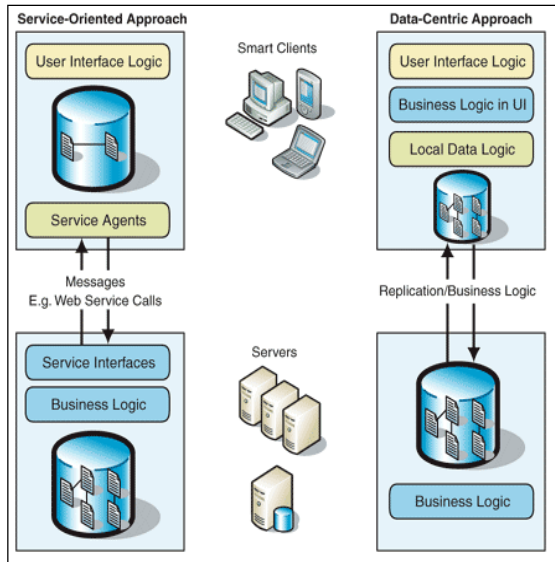 Service-Oriented Approach
User Interface Logic
Service Agents
Messages
E.g. Web Service Calls
Service Interfaces
Business Logic
Smart Clients
Servers
Data-Centric Approach
User Interface Logic
Business Logic in UI
Local Data Logic
Replication/Business Logic
Business Logic